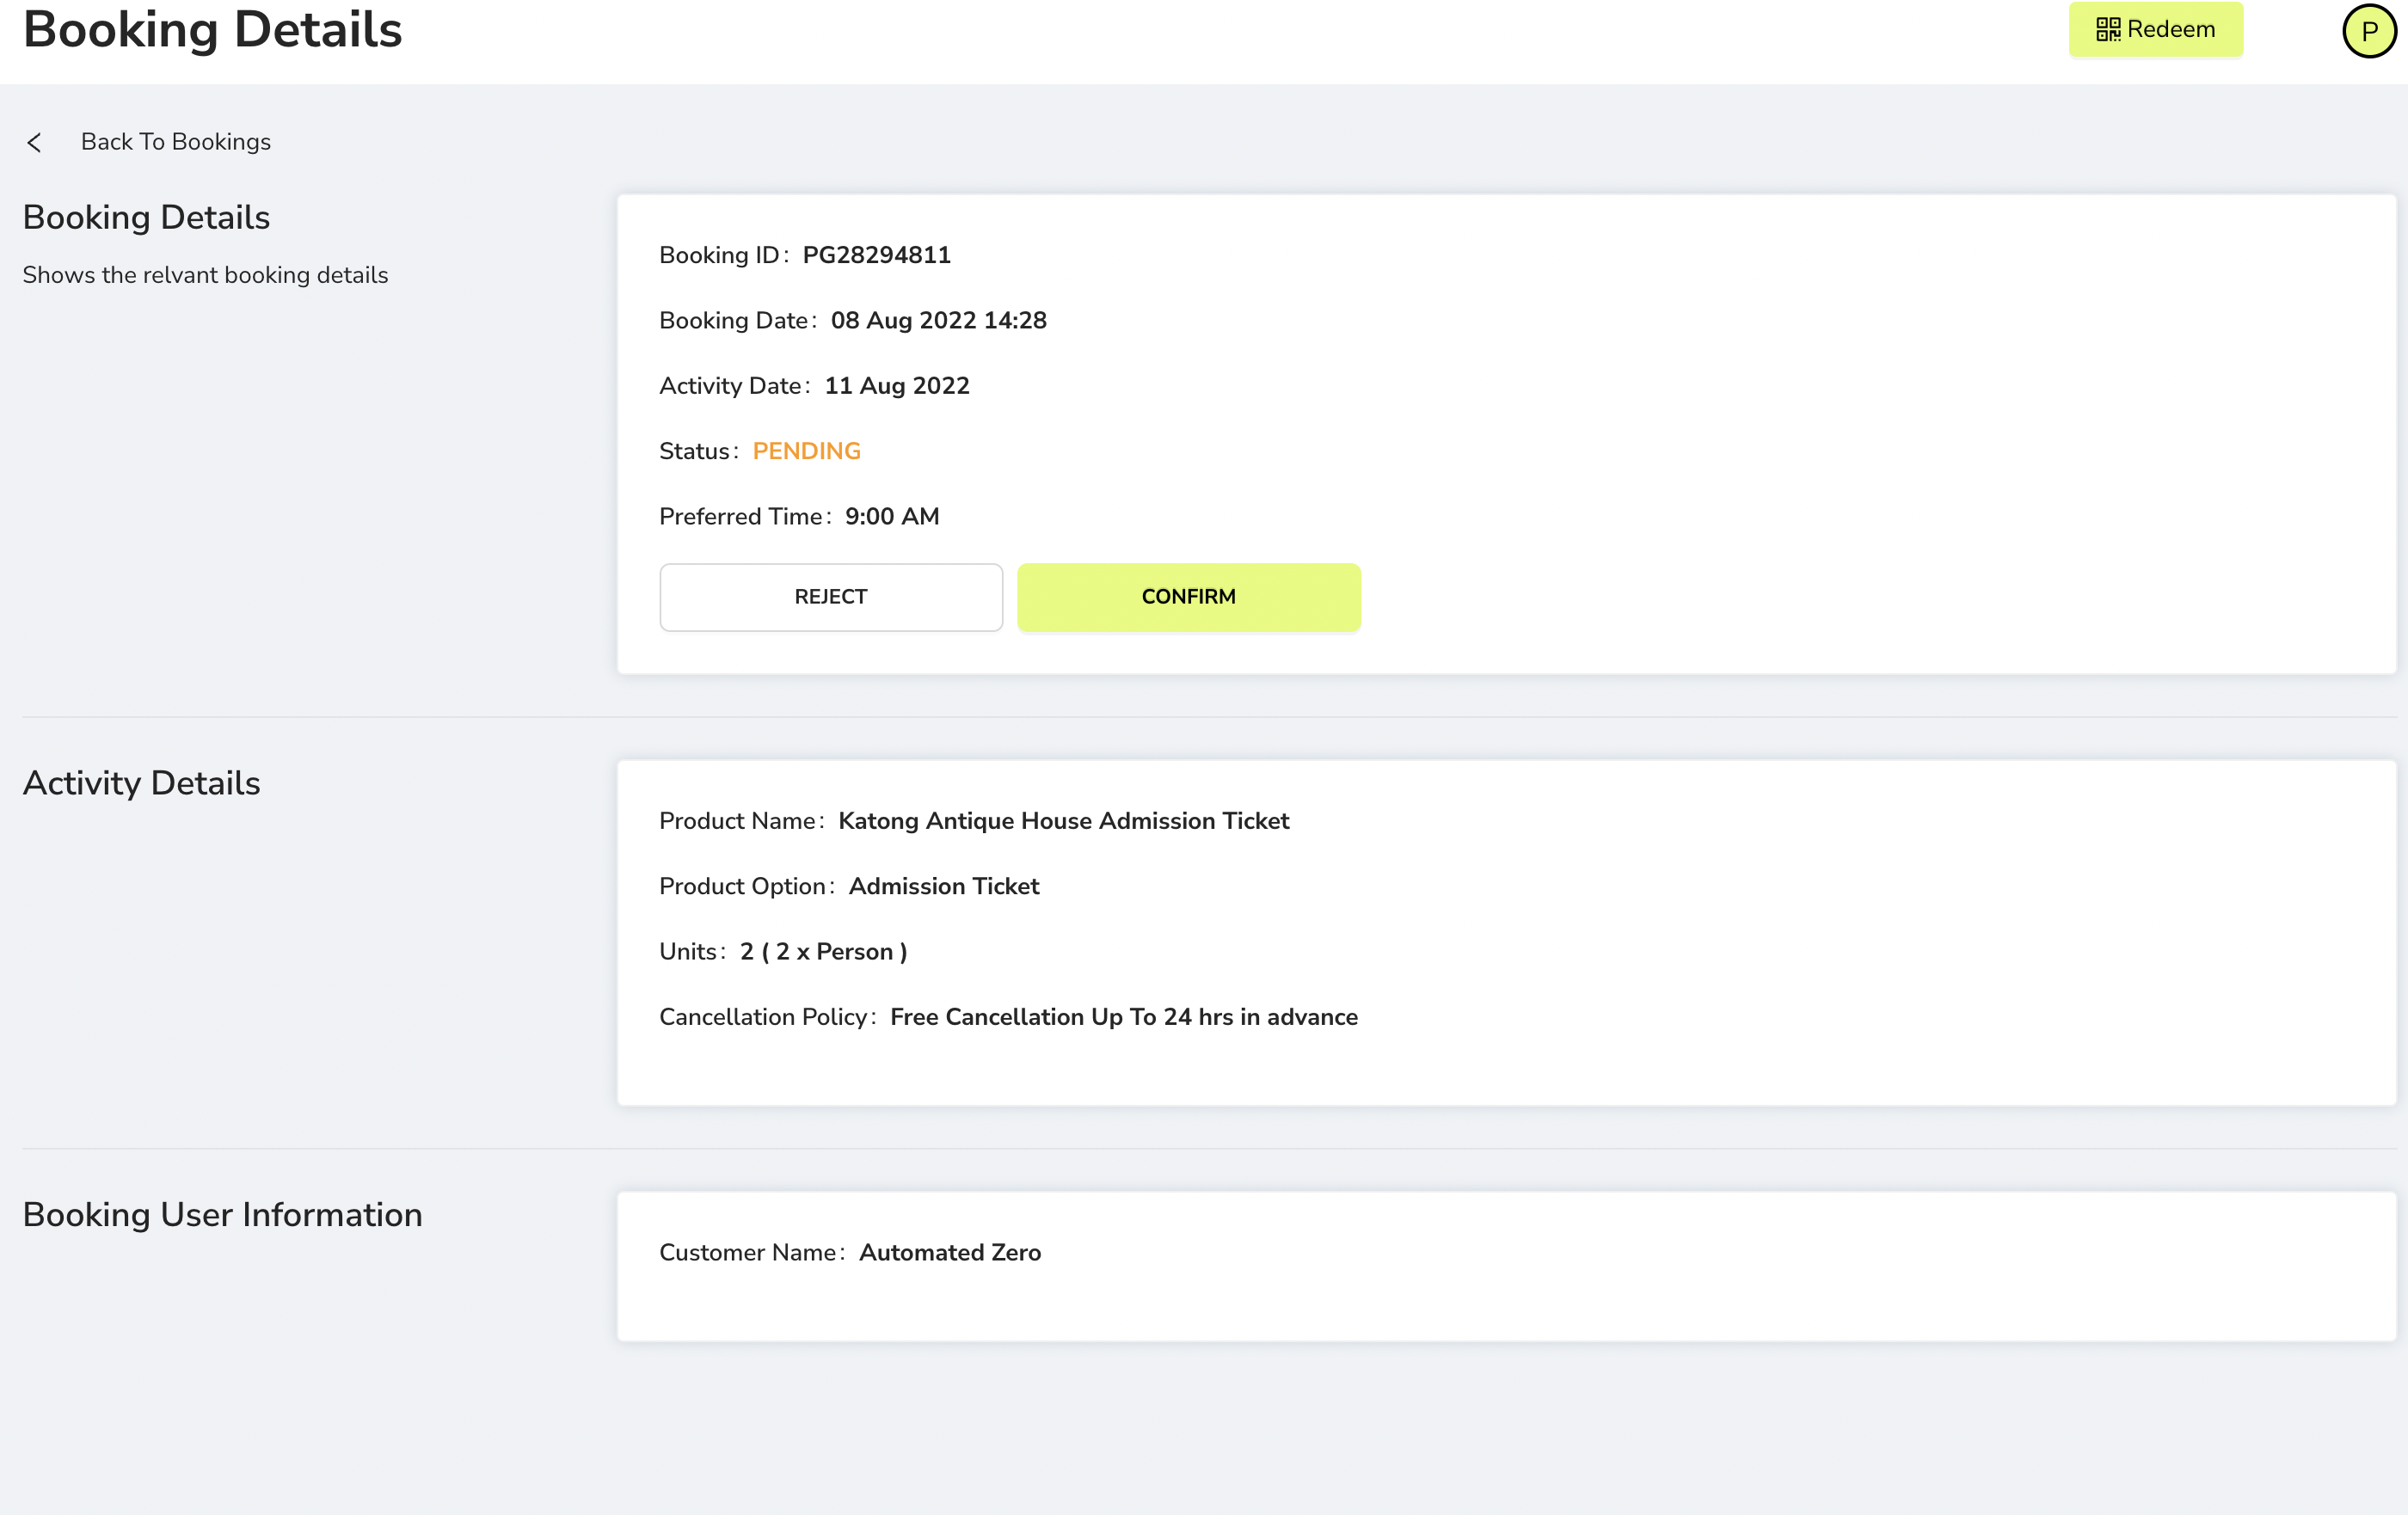 Booking Details
Redeem
P
Back To Bookings
Booking Details
Shows the relvant booking details
Booking ID: PG28294811
Booking Date: 08 Aug 2022 14:28
Activity Date: 11 Aug 2022
Status: PENDING
Preferred Time: 9:00 AM
REJECT
CONFIRM
Activity Details
Product Name: Katong Antique House Admission Ticket
Product Option: Admission Ticket
Units: 2 ( 2 x Person )
Cancellation Policy: Free Cancellation Up To 24 hrs in advance
Booking User Information
Customer Name: Automated Zero